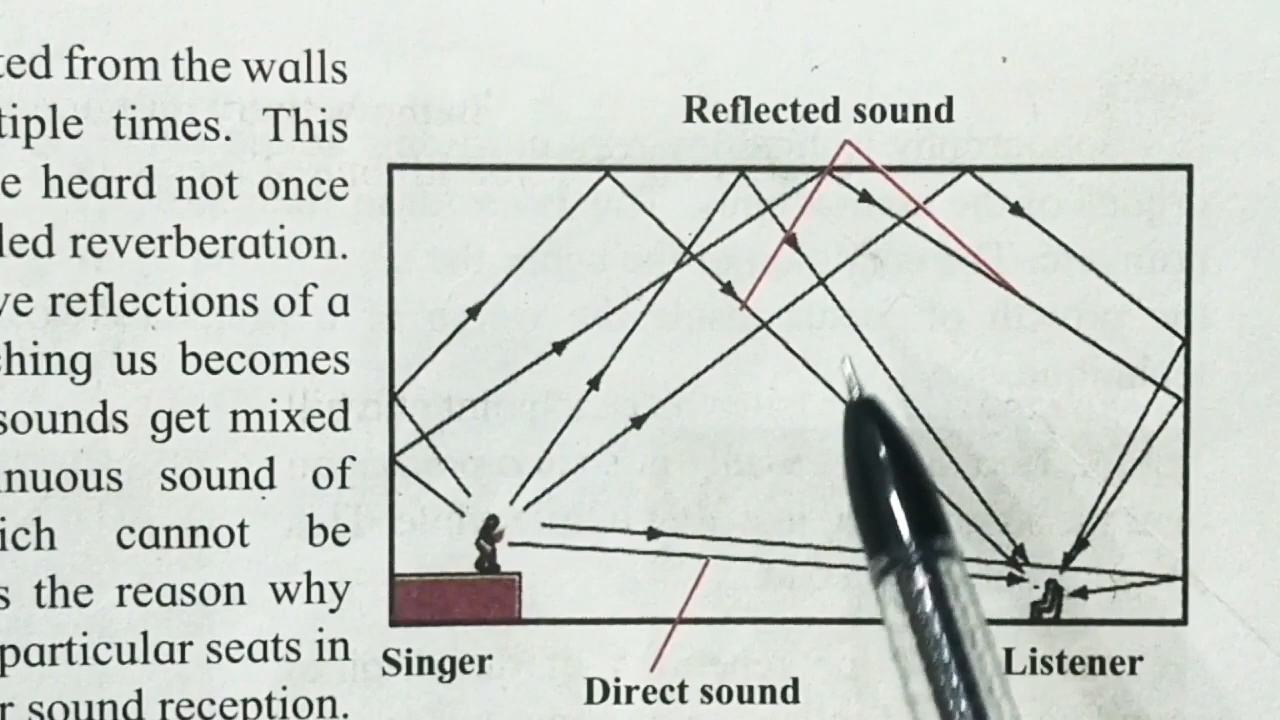 ted from the walls
tiple times. This
e heard not once
led reverberation.
ve reflections of a
ching us becomes
sounds get mixed
nuous sound of
ich cannot be
s the reason why
particular seats in
r sound reception.
Reflected sound
Singer
Listener
Direct sound